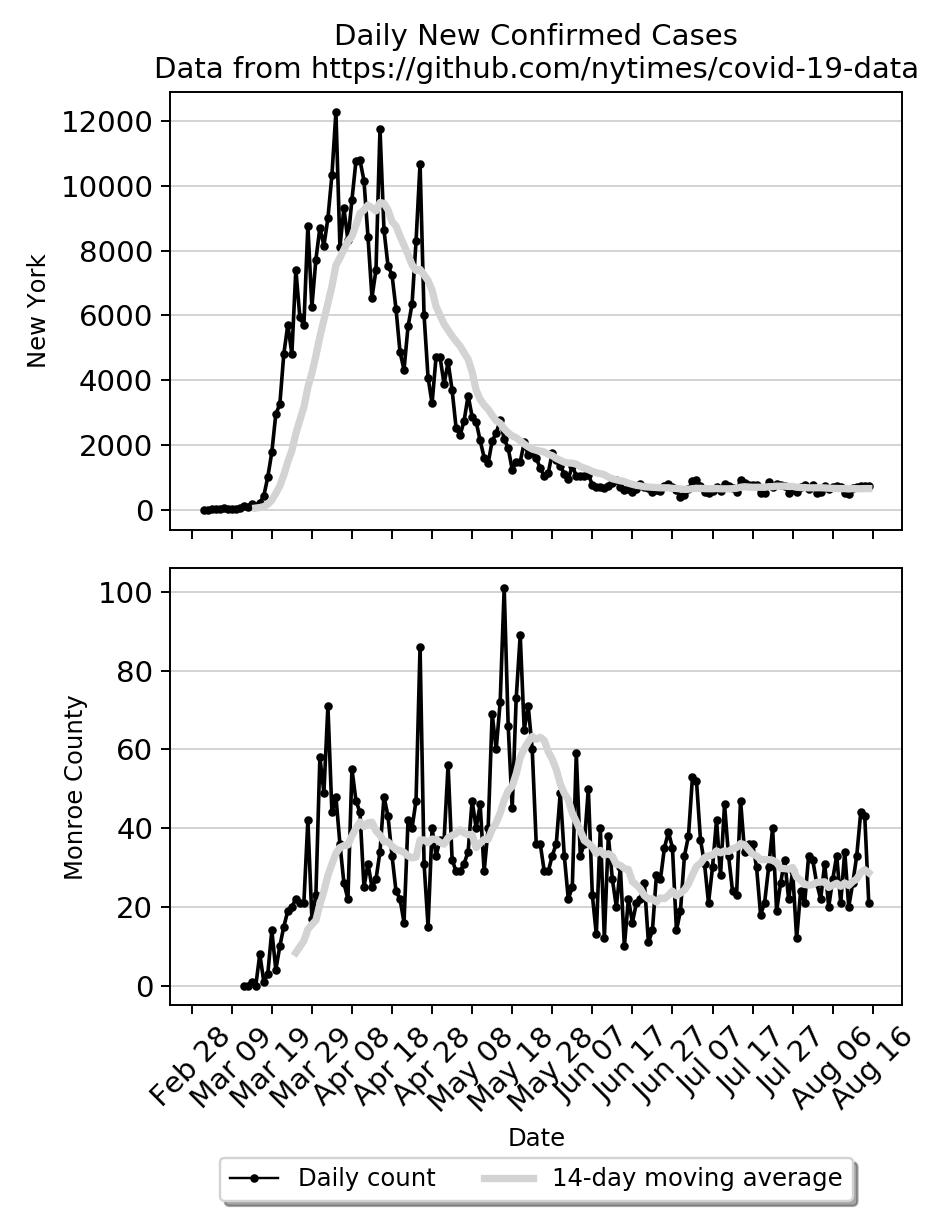 Daily New Confirmed Cases
Data from https://github.com/nytimes/covid-19-data
New York
12000
10000
8000
6000
4000
2000
0
Monroe County
100
80
60
40
20
0
Feb 28
Mar 09
Mar 19
Mar 29
Apr 08
Apr 18
Apr 28
May 08
May 18
May 28
Jun 07
Jun 17
Jun 27
Jul 07
Jul 17
Jul 27
Aug 06
Aug 16
Date
Daily count
14-day moving average